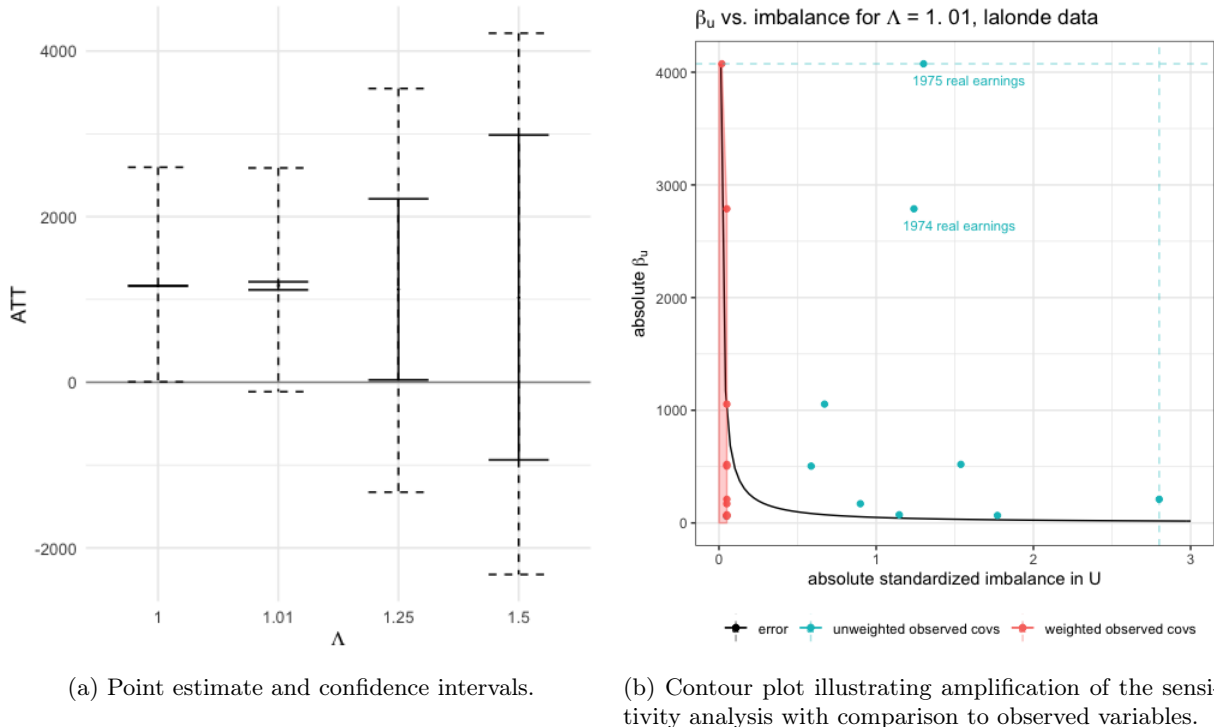 4000
2000
0
-2000
ATT
1
1.01
1.25
1.5
Λ
(a) Point estimate and confidence intervals.
βu vs. imbalance for Λ = 1. 01, lalonde data
4000
3000
2000
1000
0
absolute βu
1975 real earnings
1974 real earnings
0
1
2
3
absolute standardized imbalance in U
error
unweighted observed covs
weighted observed covs
(b) Contour plot illustrating amplification of the sensi-
tivity analysis with comparison to observed variables.